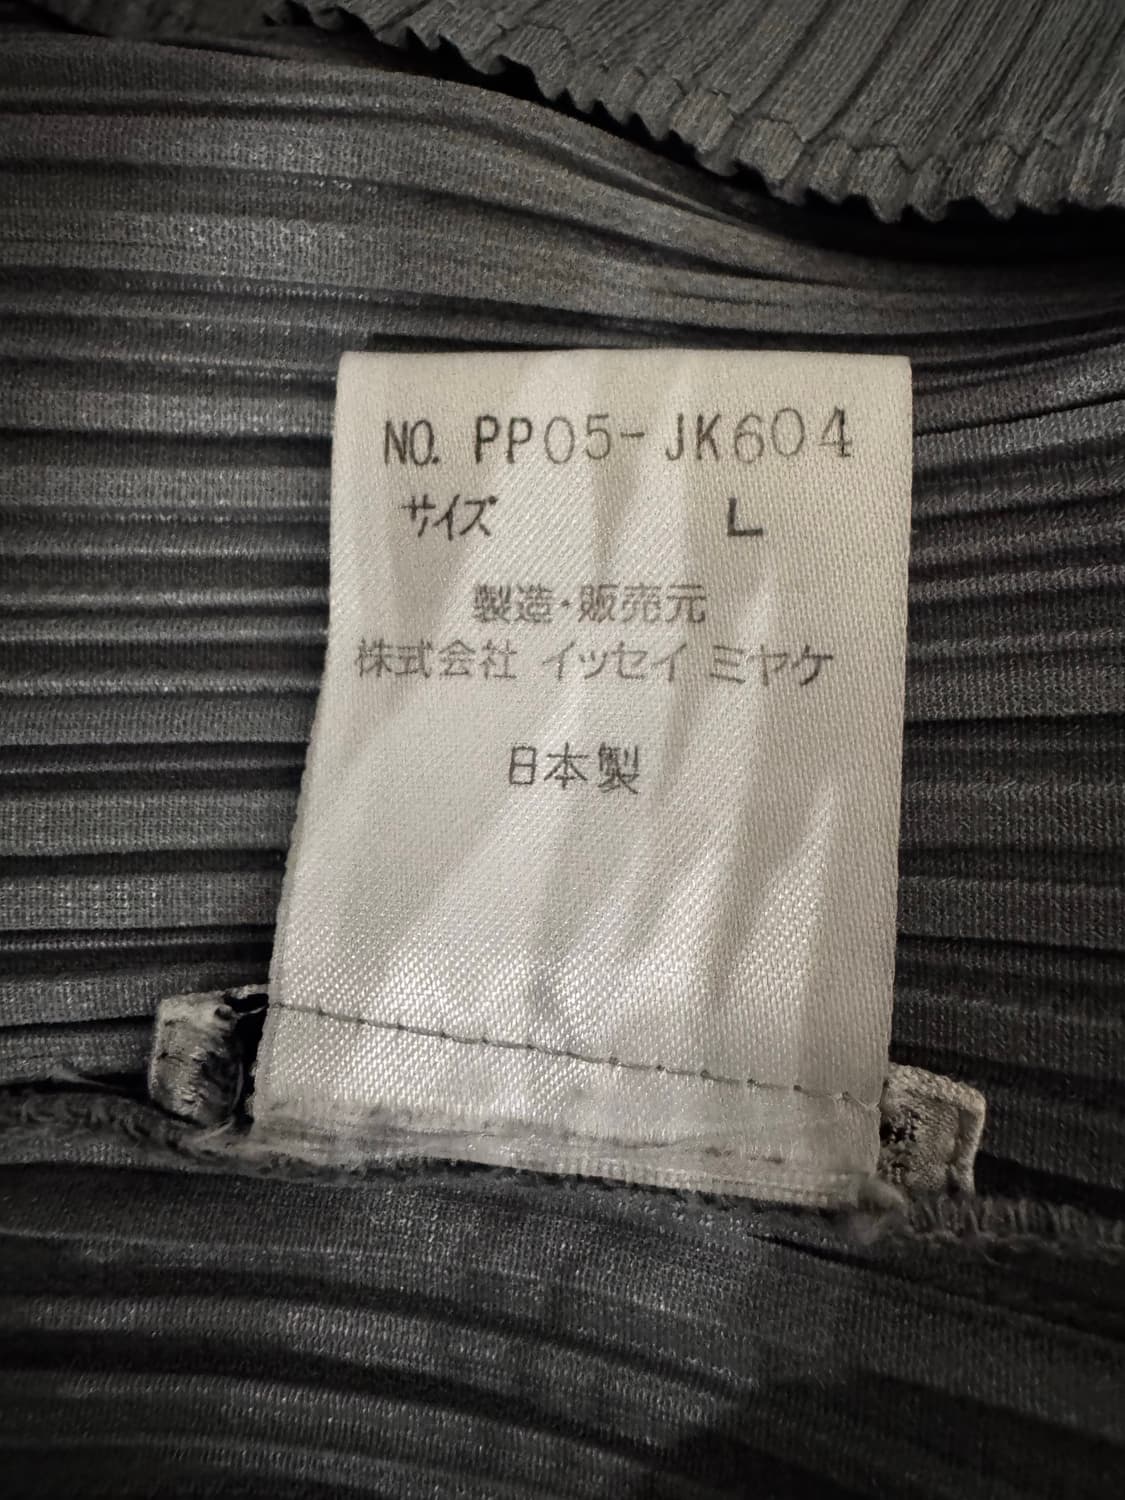 NO. PP05-JK604
サイズ L
製造・販売元
株式会社 イッセイ ミヤケ
日本製